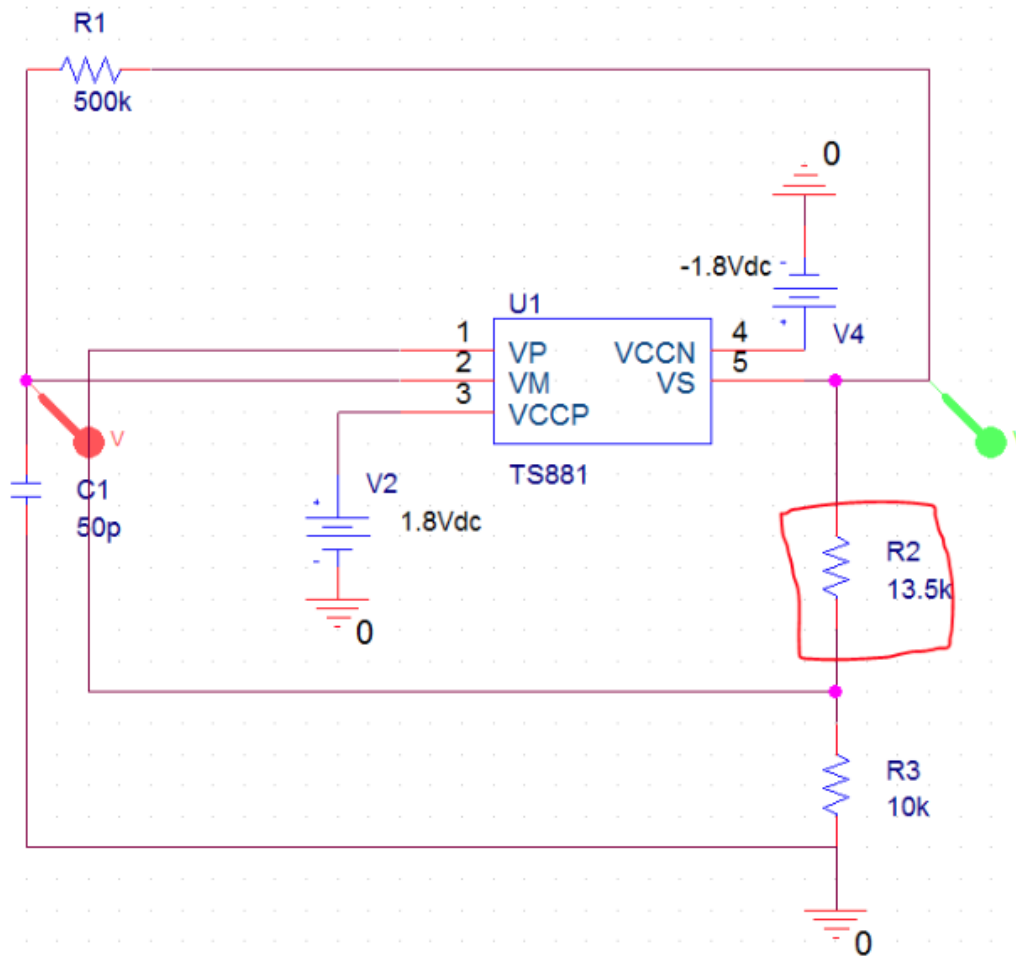 R1
500k
0
-1.8Vdc
V4
U1
1
VP
VCCN
4
2
VM
VS
5
3
VCCP
TS881
V
V
C1
50p
V2
1.8Vdc
+
-
0
-
+
R2
13.5k
R3
10k
0